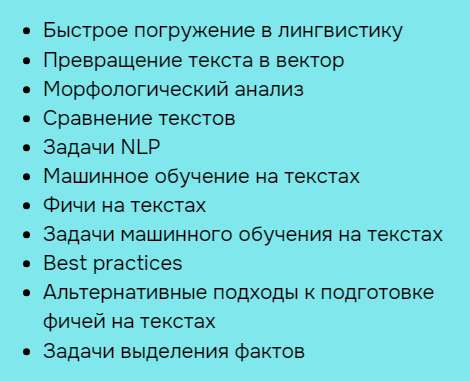 • Быстрое погружение в лингвистику
• Превращение текста в вектор
• Морфологический анализ
• Сравнение текстов
• Задачи NLP
• Машинное обучение на текстах
• Фичи на текстах
• Задачи машинного обучения на текстах
• Best practices
• Альтернативные подходы к подготовке
фичей на текстах
• Задачи выделения фактов